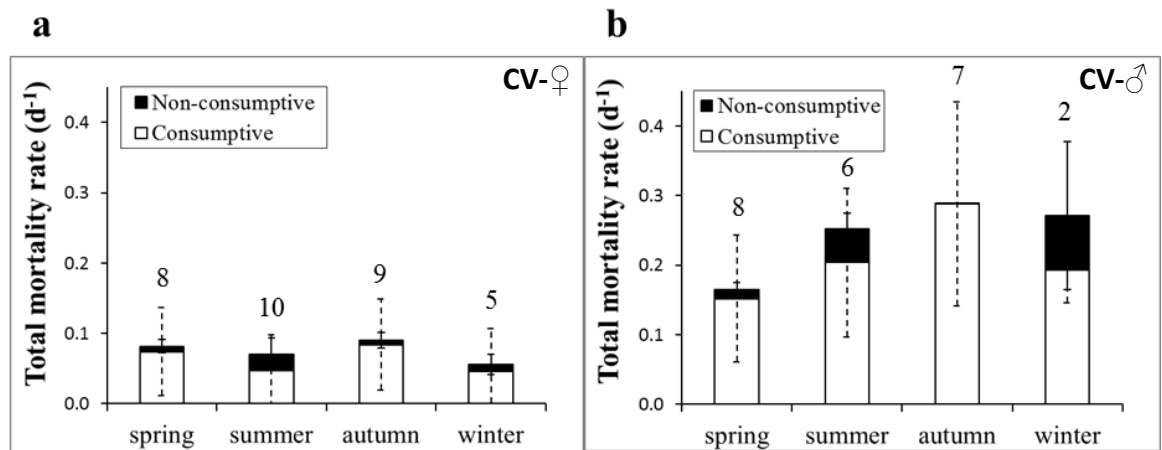 a
CV-♀
Total mortality rate (d⁻¹)
Non-consumptive
Consumptive
0.4
0.3
0.2
0.1
0.0
8
10
9
5
spring summer autumn winter
b
CV-♂
Total mortality rate (d⁻¹)
Non-consumptive
Consumptive
0.4
0.3
0.2
0.1
0.0
8
6
7
2
spring summer autumn winter